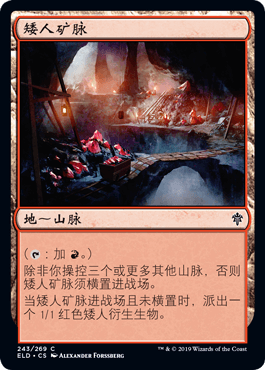 矮人矿脉
地～山脉
（：加。）
除非你操控三个或更多其他山脉，否则
矮人矿脉须横置进战场。
当矮人矿脉进战场且未横置时，派出一
个 1/1 红色矮人衍生生物。
243/269 C
ELD • CS ALEXANDER FORSSBERG
™ & © 2019 Wizards of the Coast